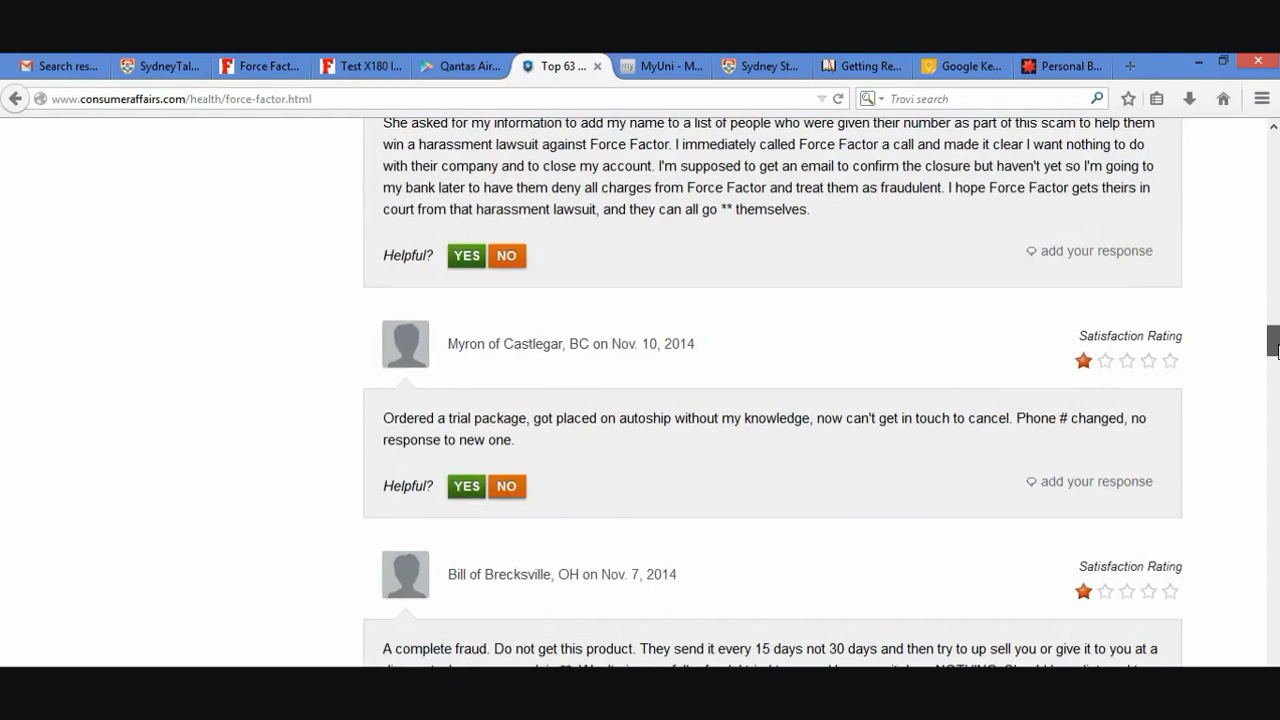 Search res...
SydneyTal...
Force Fact...
Test X180 I...
Qantas Air...
Top 63 ...
MyUni - M...
Sydney St...
Getting Re...
Google Ke...
Personal B...
www.consumeraffairs.com/health/force-factor.html
Trovi search
She asked for my information to add my name to a list of people who were given their number as part of this scam to help them
win a harassment lawsuit against Force Factor. I immediately called Force Factor a call and made it clear I want nothing to do
with their company and to close my account. I'm supposed to get an email to confirm the closure but haven't yet so I'm going to
my bank later to have them deny all charges from Force Factor and treat them as fraudulent. I hope Force Factor gets theirs in
court from that harassment lawsuit, and they can all go ** themselves.
Helpful? YES NO
add your response
Myron of Castlegar, BC on Nov. 10, 2014
Satisfaction Rating
Ordered a trial package, got placed on autoship without my knowledge, now can't get in touch to cancel. Phone # changed, no
response to new one.
Helpful? YES NO
add your response
Bill of Brecksville, OH on Nov. 7, 2014
Satisfaction Rating
A complete fraud. Do not get this product. They send it every 15 days not 30 days and then try to up sell you or give it to you at a